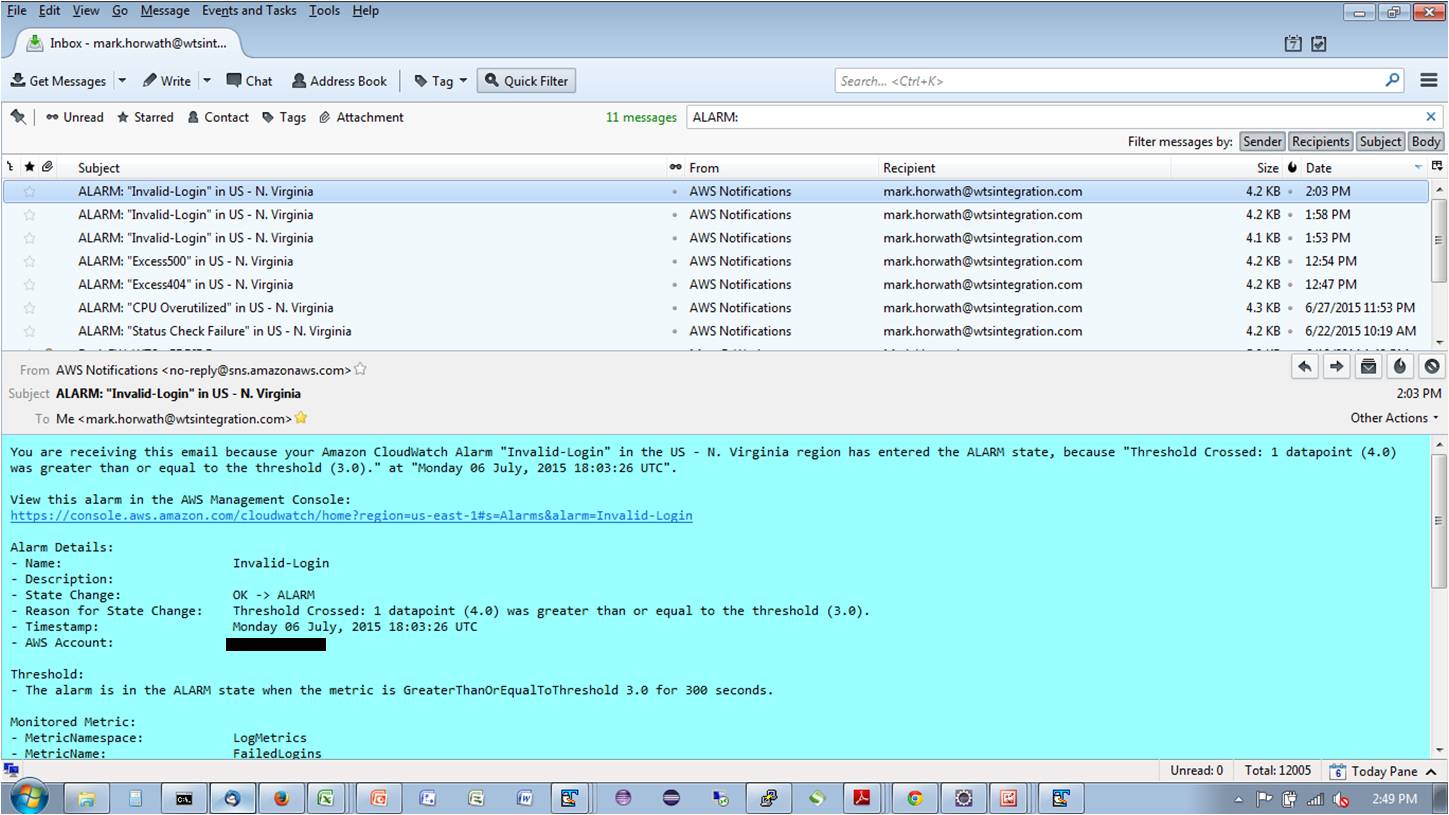 File Edit View Go Message Events and Tasks Tools Help
Inbox - mark.horwath@wtsint...
7
Get Messages Write Chat Address Book Tag Quick Filter Search... <Ctrl+K>
Unread Starred Contact Tags Attachment 11 messages ALARM:
Filter messages by: Sender Recipients Subject Body
Subject From Recipient Size Date
ALARM: "Invalid-Login" in US - N. Virginia AWS Notifications mark.horwath@wtsintegration.com 4.2 KB 2:03 PM
ALARM: "Invalid-Login" in US - N. Virginia AWS Notifications mark.horwath@wtsintegration.com 4.2 KB 1:58 PM
ALARM: "Invalid-Login" in US - N. Virginia AWS Notifications mark.horwath@wtsintegration.com 4.1 KB 1:53 PM
ALARM: "Excess500" in US - N. Virginia AWS Notifications mark.horwath@wtsintegration.com 4.2 KB 12:54 PM
ALARM: "Excess404" in US - N. Virginia AWS Notifications mark.horwath@wtsintegration.com 4.2 KB 12:47 PM
ALARM: "CPU Overutilized" in US - N. Virginia AWS Notifications mark.horwath@wtsintegration.com 4.3 KB 6/27/2015 11:53 PM
ALARM: "Status Check Failure" in US - N. Virginia AWS Notifications mark.horwath@wtsintegration.com 4.2 KB 6/22/2015 10:19 AM
From AWS Notifications <no-reply@sns.amazonaws.com>
Subject ALARM: "Invalid-Login" in US - N. Virginia 2:03 PM
To Me <mark.horwath@wtsintegration.com> Other Actions
You are receiving this email because your Amazon CloudWatch Alarm "Invalid-Login" in the US - N. Virginia region has entered the ALARM state, because "Threshold Crossed: 1 datapoint (4.0)
was greater than or equal to the threshold (3.0)." at "Monday 06 July, 2015 18:03:26 UTC".
View this alarm in the AWS Management Console:
https://console.aws.amazon.com/cloudwatch/home?region=us-east-1#s=Alarms&alarm=Invalid-Login
Alarm Details:
- Name: Invalid-Login
- Description:
- State Change: OK -> ALARM
- Reason for State Change: Threshold Crossed: 1 datapoint (4.0) was greater than or equal to the threshold (3.0).
- Timestamp: Monday 06 July, 2015 18:03:26 UTC
- AWS Account:
Threshold:
- The alarm is in the ALARM state when the metric is GreaterThanOrEqualToThreshold 3.0 for 300 seconds.
Monitored Metric:
- MetricNamespace: LogMetrics
- MetricName: FailedLogins
Unread: 0 Total: 12005 6 Today Pane
2:49 PM